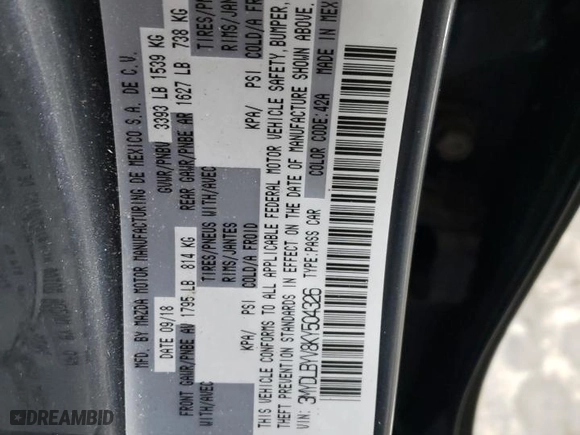 MFD. BY MAZDA MOTOR MANUFACTURING DE MEXICO S.A. DE C.V.
DATE 09/18 GVWR/PNBV 3393 LB 1539 KG
FRONT GAWR/PNBE AV 1795 LB 814 KG REAR GAWR/PNBE AR 1627 LB 738 KG
WITH/AVEC TIRES/PNEUS WITH/AVEC
RIMS/JANTES RIMS/JANTES
KPA/ PSI COLD/A FROID KPA/ PSI COLD/A FROID
THIS VEHICLE CONFORMS TO ALL APPLICABLE FEDERAL MOTOR VEHICLE SAFETY, BUMPER,
THEFT PREVENTION STANDARDS IN EFFECT ON THE DATE OF MANUFACTURE SHOWN ABOVE.
VIN: 3MYDLBYV8KY504326 TYPE:PASS CAR COLOR CODE:42A MADE IN MEX
DREAMBID